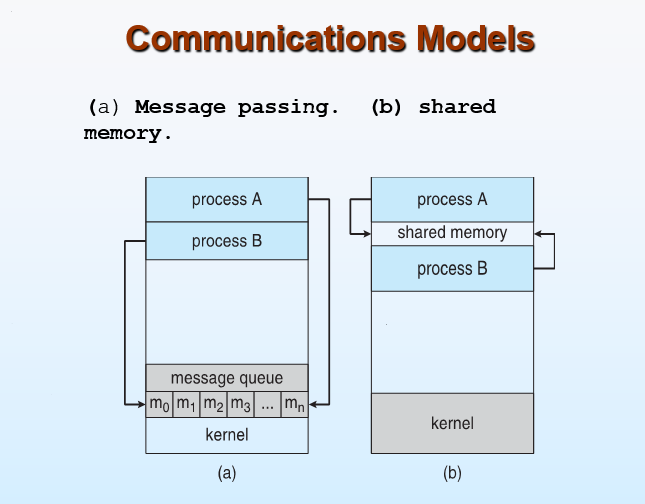 Communications Models
(a) Message passing. (b) shared
memory.
process A
process B
message queue
m0 m1 m2 m3 ... mn
kernel
(a)
process A
shared memory
process B
kernel
(b)